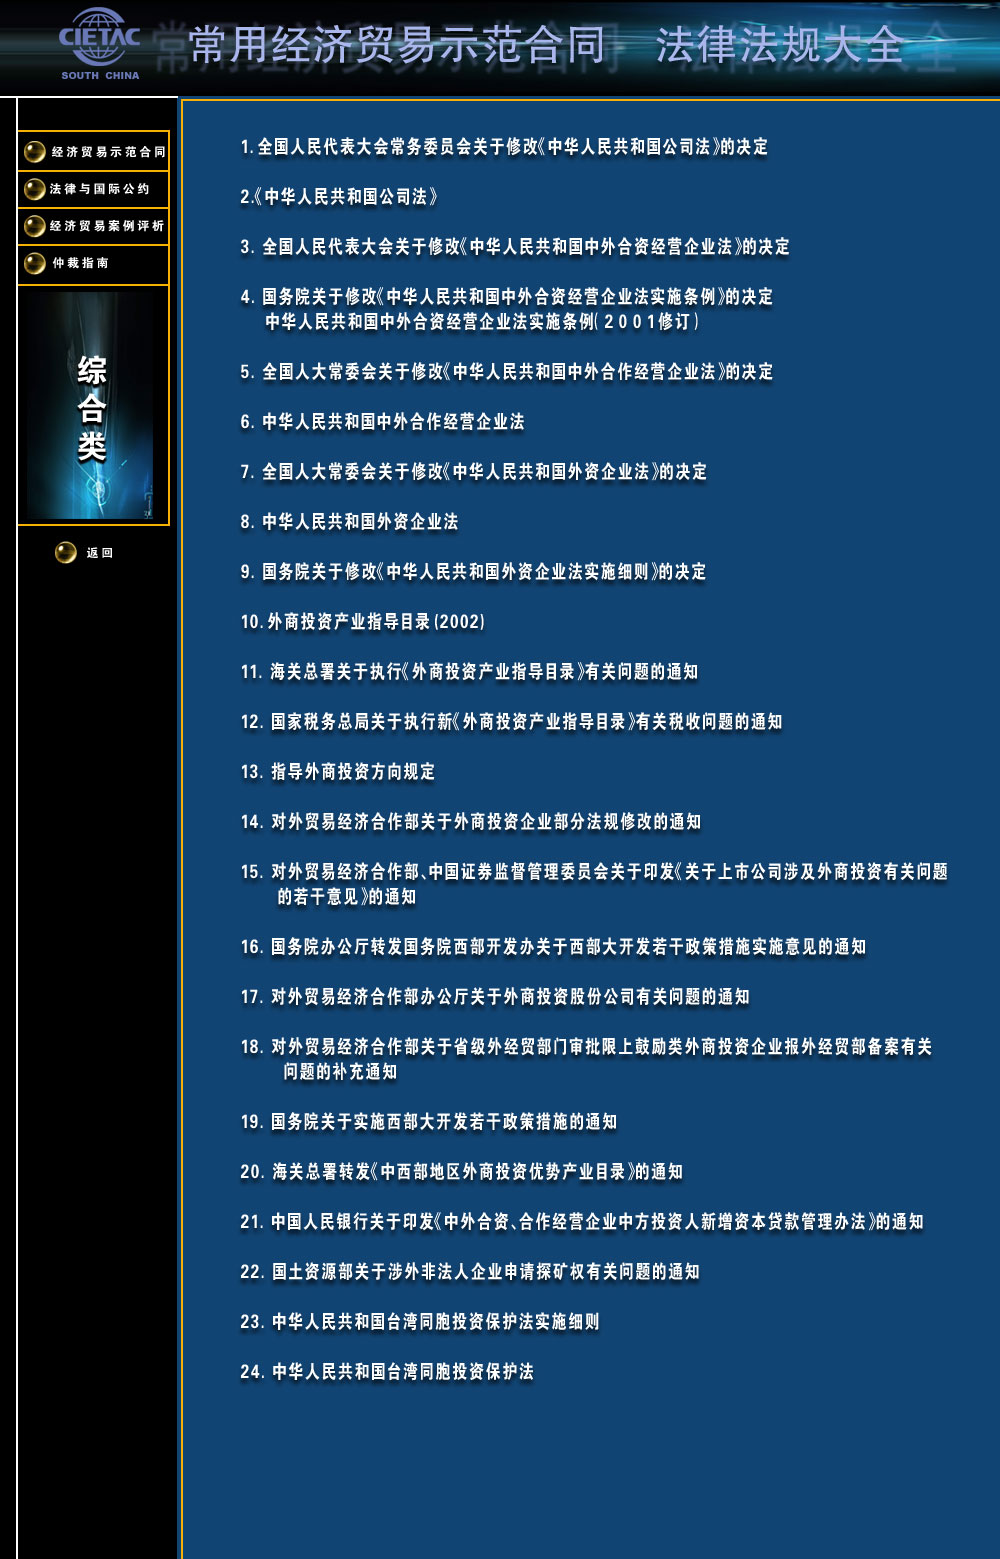 CIETAC
SOUTH CHINA
常用经济贸易示范合同 法律法规大全
经济贸易示范合同
法律与国际公约
经济贸易案例评析
仲裁指南
综
合
类
返回
1. 全国人民代表大会常务委员会关于修改《中华人民共和国公司法》的决定
2.《中华人民共和国公司法》
3. 全国人民代表大会关于修改《中华人民共和国中外合资经营企业法》的决定
4. 国务院关于修改《中华人民共和国中外合资经营企业法实施条例》的决定
中华人民共和国中外合资经营企业法实施条例(２００１修订)
5. 全国人大常委会关于修改《中华人民共和国中外合作经营企业法》的决定
6. 中华人民共和国中外合作经营企业法
7. 全国人大常委会关于修改《中华人民共和国外资企业法》的决定
8. 中华人民共和国外资企业法
9. 国务院关于修改《中华人民共和国外资企业法实施细则》的决定
10. 外商投资产业指导目录 (2002)
11. 海关总署关于执行《外商投资产业指导目录》有关问题的通知
12. 国家税务总局关于执行新《外商投资产业指导目录》有关税收问题的通知
13. 指导外商投资方向规定
14. 对外贸易经济合作部关于外商投资企业部分法规修改的通知
15. 对外贸易经济合作部、中国证券监督管理委员会关于印发《关于上市公司涉及外商投资有关问题
的若干意见》的通知
16. 国务院办公厅转发国务院西部开发办关于西部大开发若干政策措施实施意见的通知
17. 对外贸易经济合作部办公厅关于外商投资股份公司有关问题的通知
18. 对外贸易经济合作部关于省级外经贸部门审批限上鼓励类外商投资企业报外经贸部备案有关
问题的补充通知
19. 国务院关于实施西部大开发若干政策措施的通知
20. 海关总署转发《中西部地区外商投资优势产业目录》的通知
21. 中国人民银行关于印发《中外合资、合作经营企业中方投资人新增资本贷款管理办法》的通知
22. 国土资源部关于涉外非法人企业申请探矿权有关问题的通知
23. 中华人民共和国台湾同胞投资保护法实施细则
24. 中华人民共和国台湾同胞投资保护法